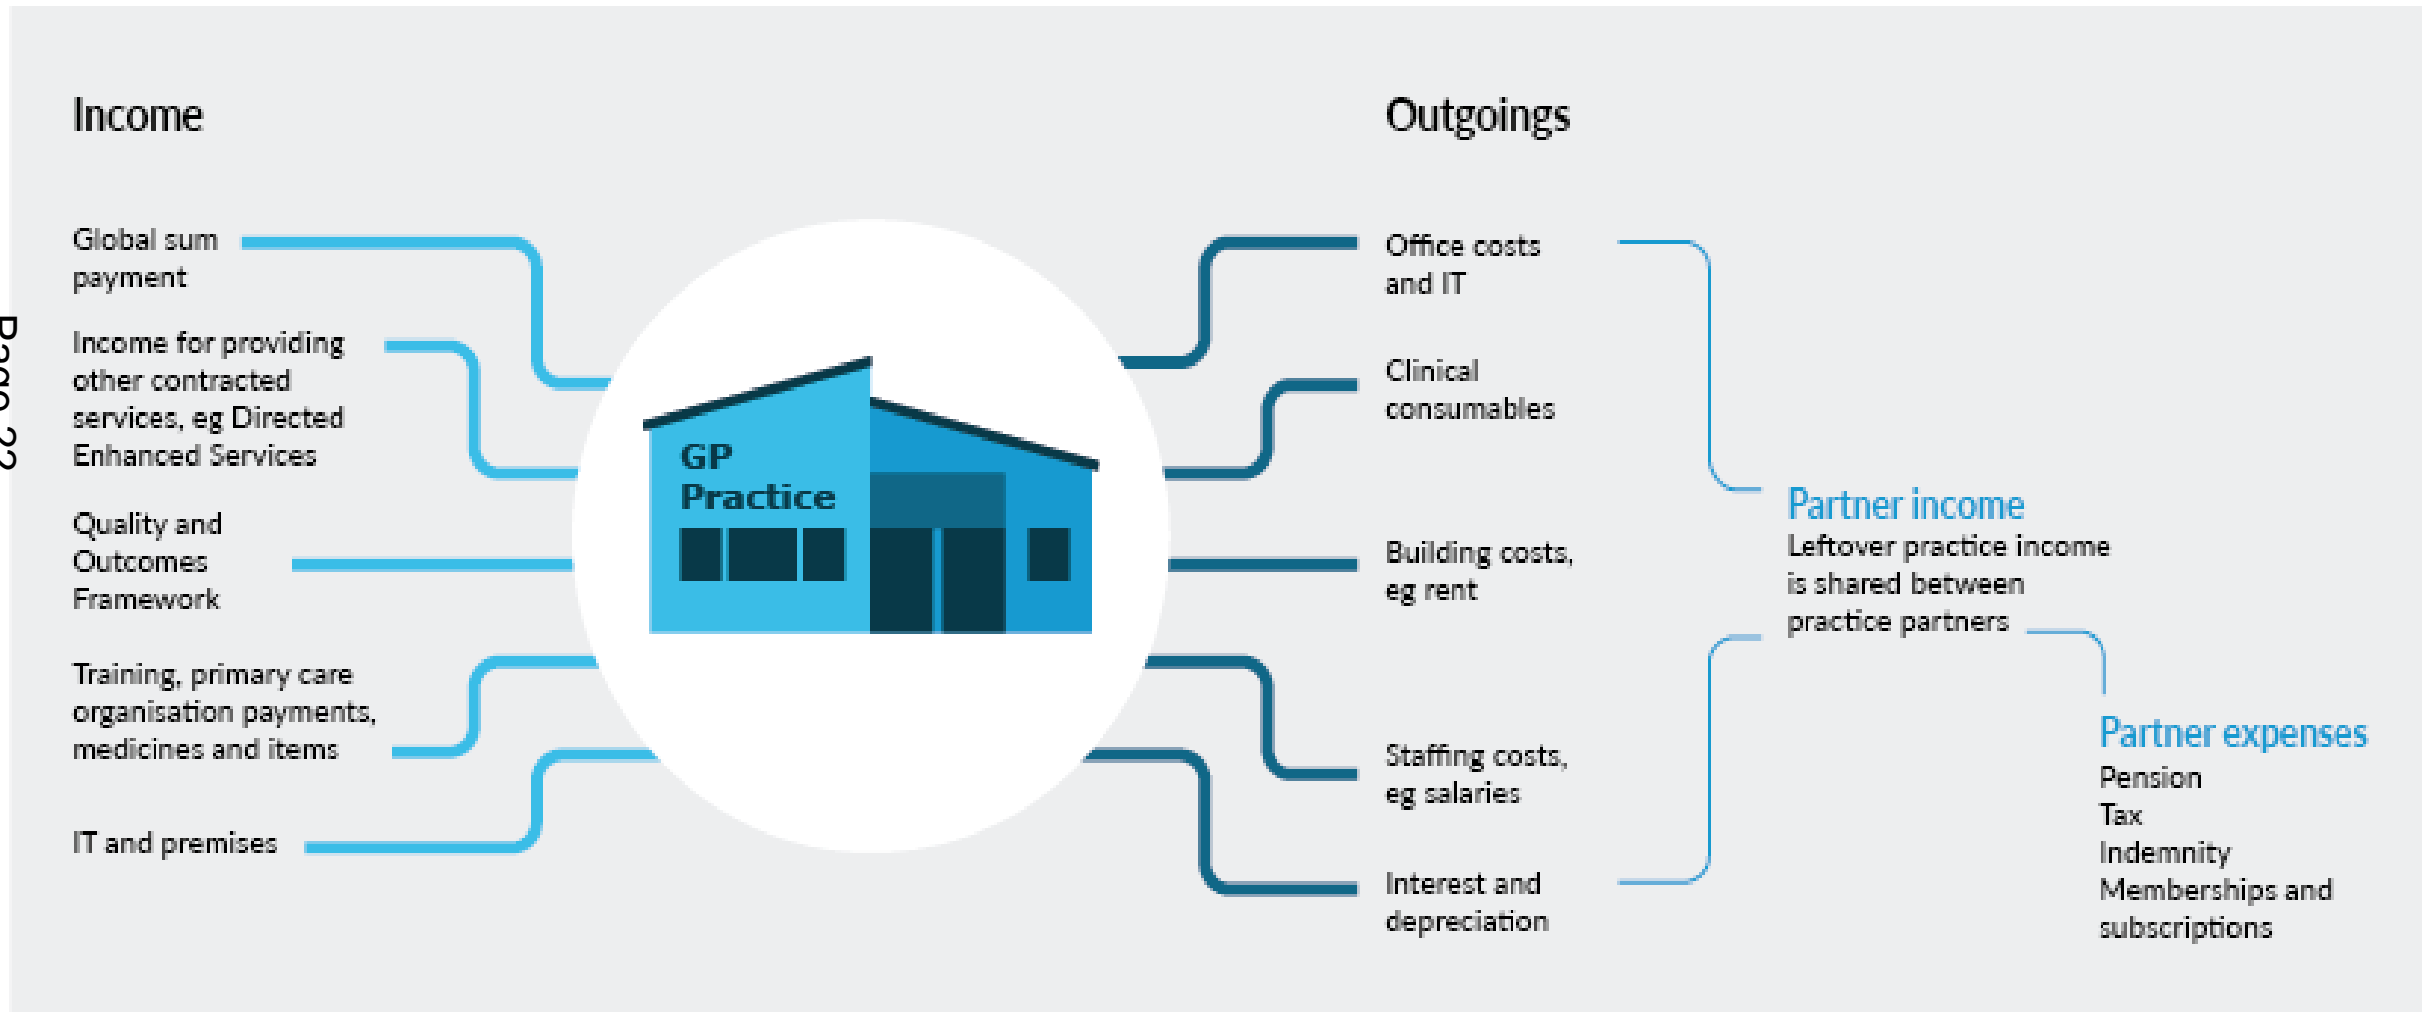 Income
Global sum
payment
Income for providing
other contracted
services, eg Directed
Enhanced Services
Quality and
Outcomes
Framework
Training, primary care
organisation payments,
medicines and items
IT and premises
GP
Practice
Outgoings
Office costs
and IT
Clinical
consumables
Building costs,
eg rent
Staffing costs,
eg salaries
Interest and
depreciation
Partner income
Leftover practice income
is shared between
practice partners
Partner expenses
Pension
Tax
Indemnity
Memberships and
subscriptions